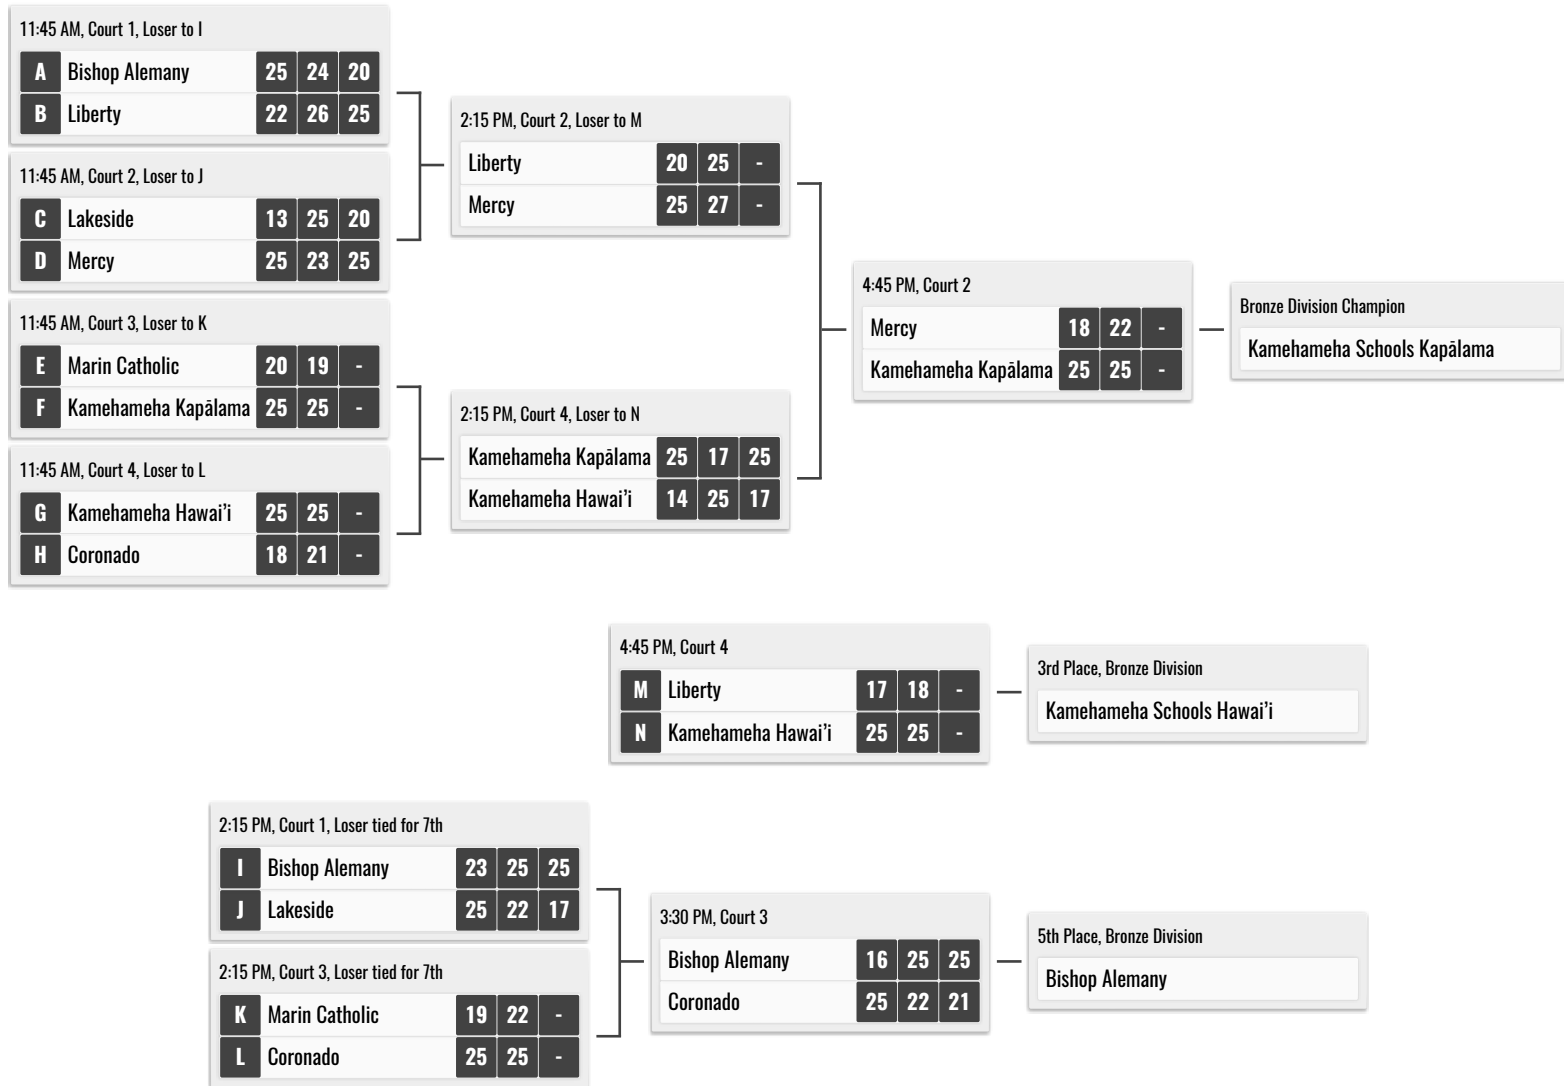 11:45 AM, Court 1, Loser to I
A Bishop Alemany 25 24 20
B Liberty 22 26 25
11:45 AM, Court 2, Loser to J
C Lakeside 13 25 20
D Mercy 25 23 25
11:45 AM, Court 3, Loser to K
E Marin Catholic 20 19 -
F Kamehameha Kapālama 25 25 -
11:45 AM, Court 4, Loser to L
G Kamehameha Hawai’i 25 25 -
H Coronado 18 21 -
2:15 PM, Court 2, Loser to M
Liberty 20 25 -
Mercy 25 27 -
2:15 PM, Court 4, Loser to N
Kamehameha Kapālama 25 17 25
Kamehameha Hawai’i 14 25 17
4:45 PM, Court 2
Mercy 18 22 -
Kamehameha Kapālama 25 25 -
Bronze Division Champion
Kamehameha Schools Kapālama
4:45 PM, Court 4
M Liberty 17 18 -
N Kamehameha Hawai’i 25 25 -
3rd Place, Bronze Division
Kamehameha Schools Hawai’i
2:15 PM, Court 1, Loser tied for 7th
I Bishop Alemany 23 25 25
J Lakeside 25 22 17
2:15 PM, Court 3, Loser tied for 7th
K Marin Catholic 19 22 -
L Coronado 25 25 -
3:30 PM, Court 3
Bishop Alemany 16 25 25
Coronado 25 22 21
5th Place, Bronze Division
Bishop Alemany